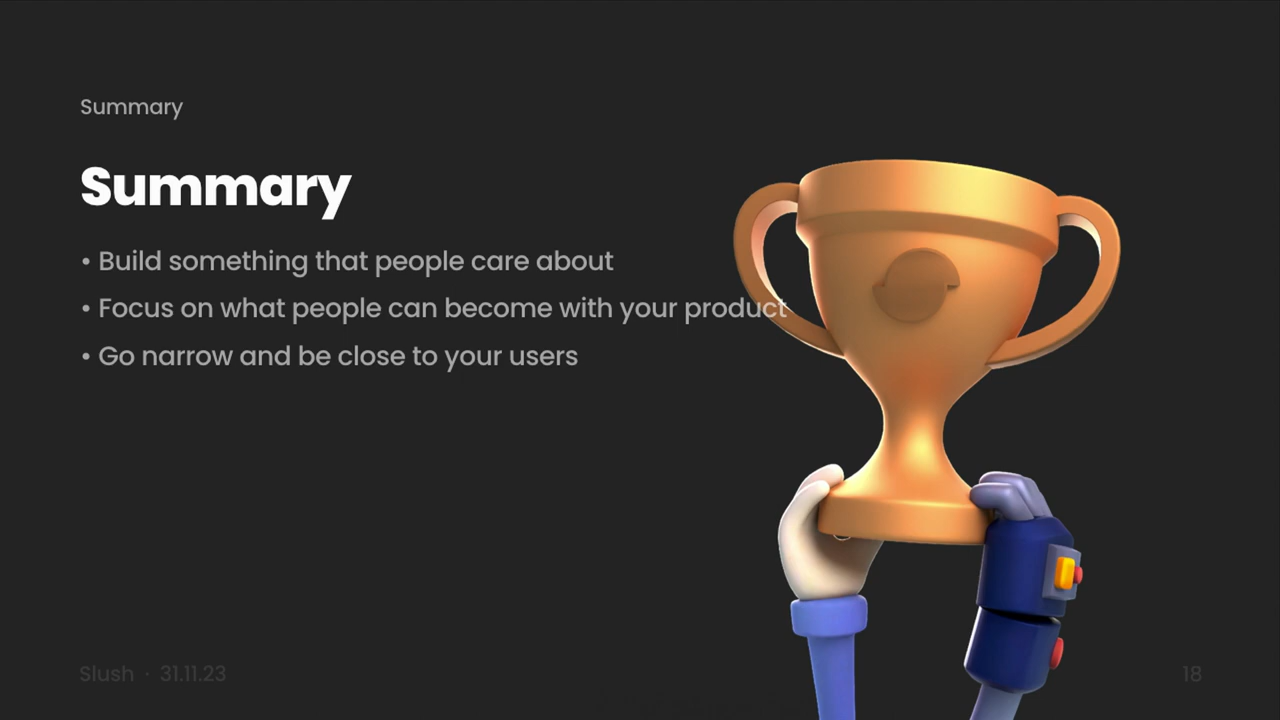 Summary
Summary
• Build something that people care about
• Focus on what people can become with your product
• Go narrow and be close to your users
Slush · 31.11.23
18